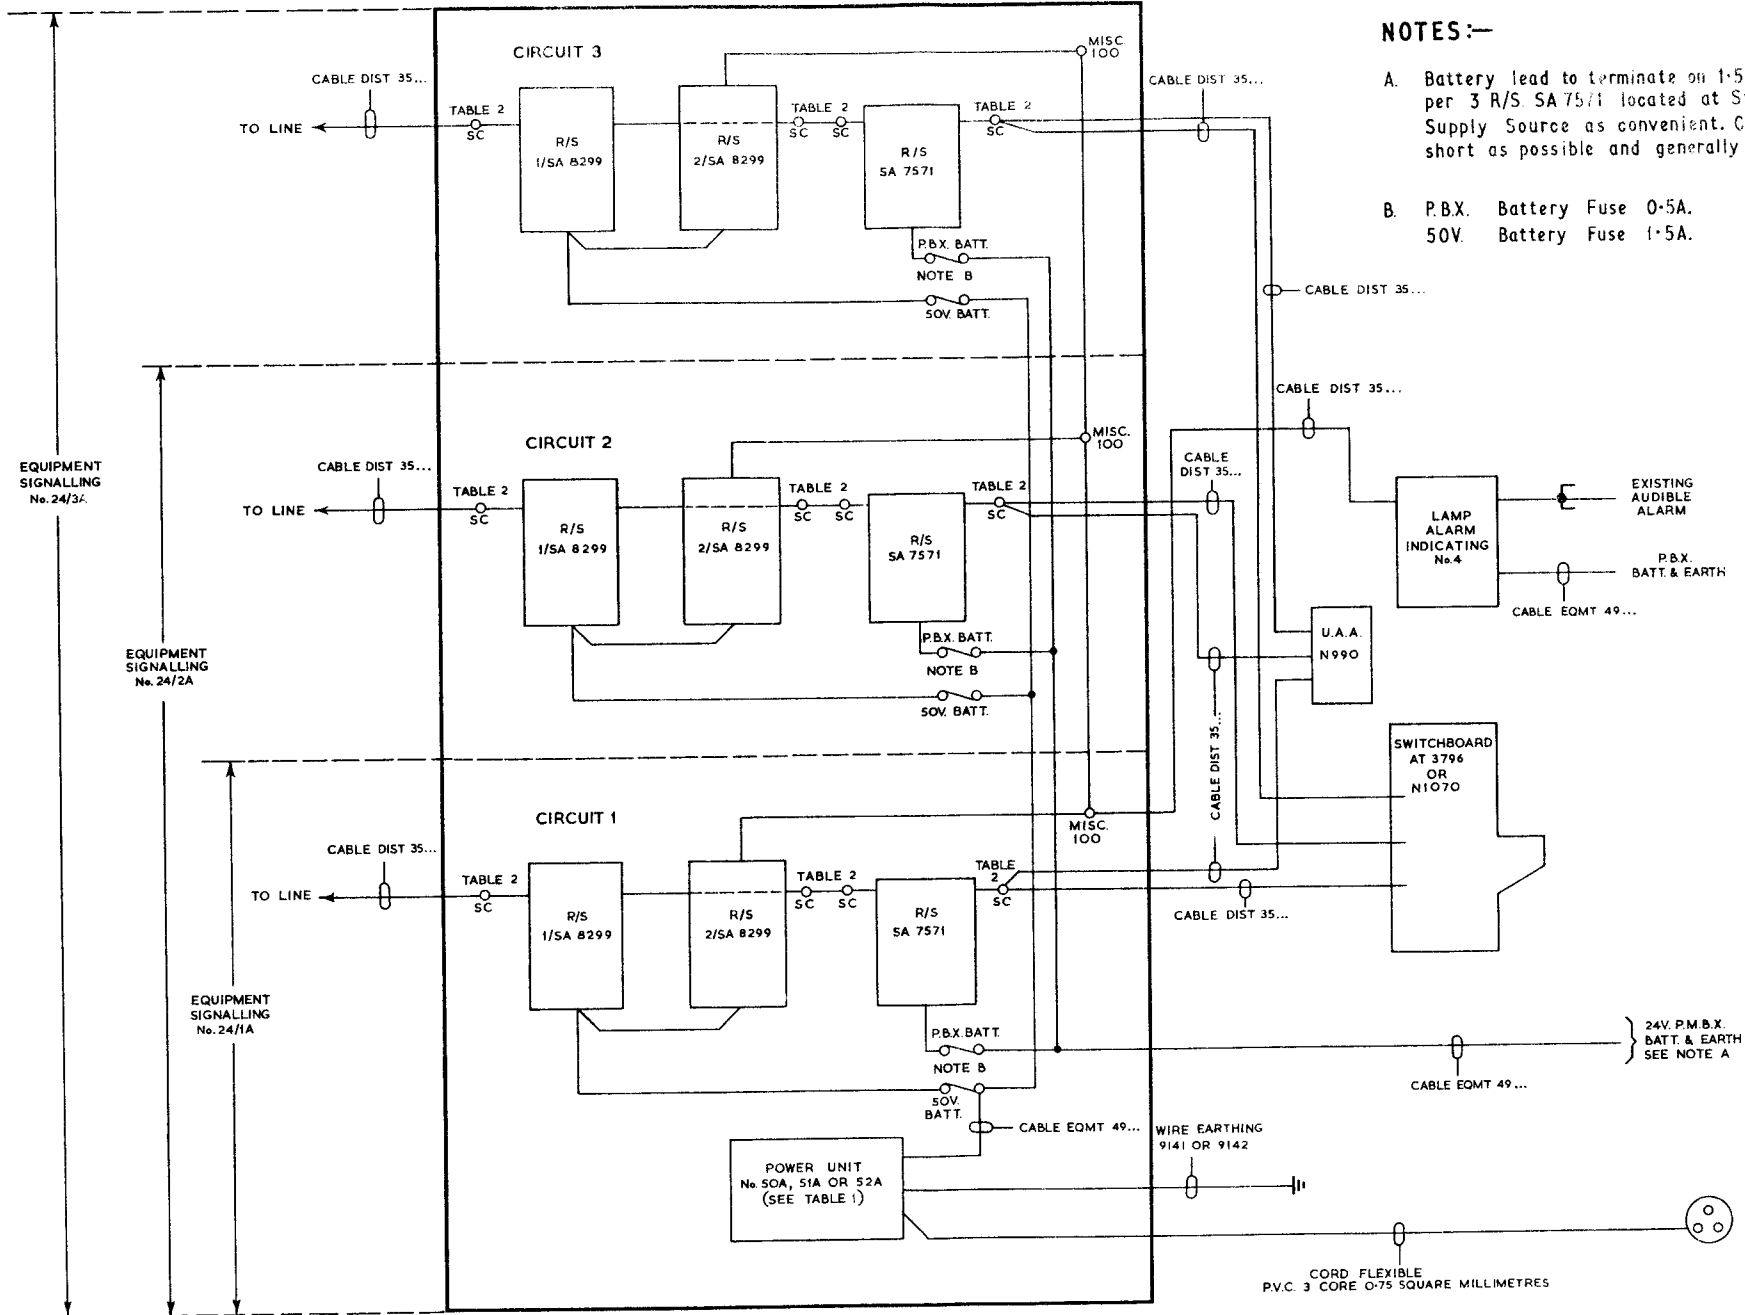 NOTES:—
A. Battery lead to terminate on 1·5
per 3 R/S. SA 75/1 located at S
Supply Source as convenient. C
short as possible and generally
B. P.B.X. Battery Fuse 0·5A.
50V. Battery Fuse 1·5A.
CIRCUIT 3
MISC
100
CABLE DIST 35...
TO LINE
TABLE 2
SC
R/S
1/SA 8299
R/S
2/SA 8299
TABLE 2
SC
SC
R/S
SA 7571
TABLE 2
SC
CABLE DIST 35...
P.B.X. BATT.
NOTE B
50V. BATT.
CABLE DIST 35...
CABLE DIST 35...
CIRCUIT 2
MISC.
100
EQUIPMENT
SIGNALLING
No. 24/3A
CABLE DIST 35...
TO LINE
TABLE 2
SC
R/S
1/SA 8299
R/S
2/SA 8299
TABLE 2
SC
SC
R/S
SA 7571
TABLE 2
SC
CABLE
DIST 35...
LAMP
ALARM
INDICATING
No.4
EXISTING
AUDIBLE
ALARM
P.B.X.
BATT. & EARTH
CABLE EQMT 49...
P.B.X. BATT.
NOTE B
50V. BATT.
EQUIPMENT
SIGNALLING
No. 24/2A
U.A.A.
N990
CABLE DIST 35...
SWITCHBOARD
AT 3796
OR
N1070
CIRCUIT 1
MISC.
100
CABLE DIST 35...
TO LINE
TABLE 2
SC
R/S
1/SA 8299
R/S
2/SA 8299
TABLE 2
SC
SC
R/S
SA 7571
TABLE
2
SC
CABLE DIST 35...
EQUIPMENT
SIGNALLING
No. 24/1A
P.B.X. BATT.
NOTE B
50V.
BATT.
24V. P.M.B.X.
BATT. & EARTH
SEE NOTE A
CABLE EQMT 49...
CABLE EQMT 49...
WIRE EARTHING
9141 OR 9142
POWER UNIT
No. 50A, 51A OR 52A
(SEE TABLE 1)
CORD FLEXIBLE
P.V.C. 3 CORE 0·75 SQUARE MILLIMETRES